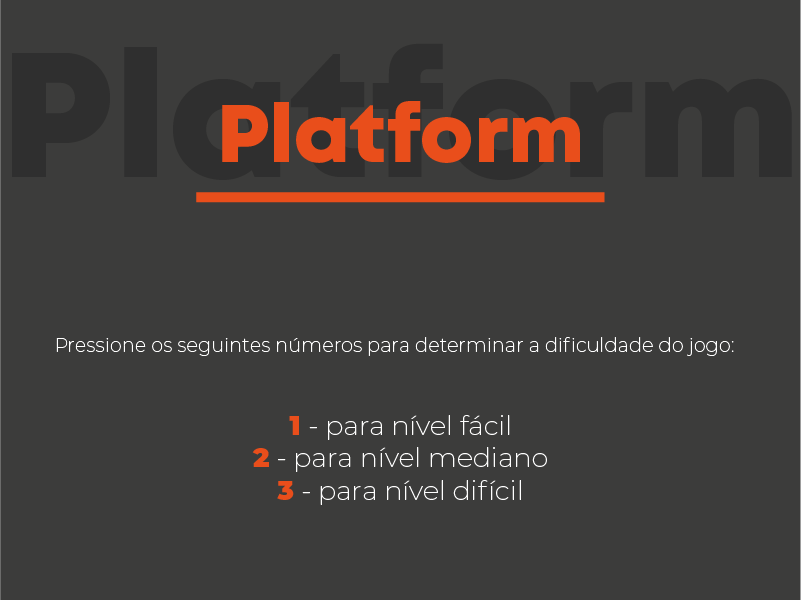 Platform
Platform
Pressione os seguintes números para determinar a dificuldade do jogo:
1 - para nível fácil
2 - para nível mediano
3 - para nível difícil